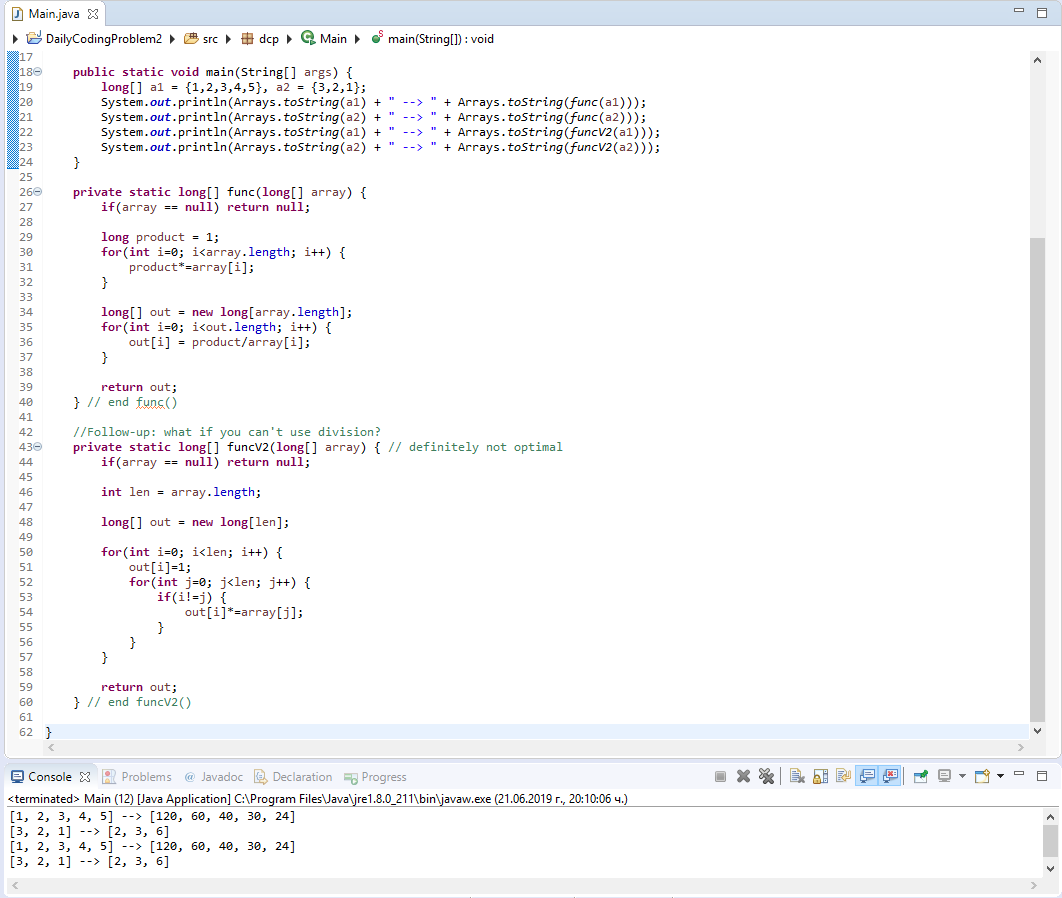 Main.java
DailyCodingProblem2 src dcp Main main(String[]) : void
17
18 public static void main(String[] args) {
19 long[] a1 = {1,2,3,4,5}, a2 = {3,2,1};
20 System.out.println(Arrays.toString(a1) + " --> " + Arrays.toString(func(a1)));
21 System.out.println(Arrays.toString(a2) + " --> " + Arrays.toString(func(a2)));
22 System.out.println(Arrays.toString(a1) + " --> " + Arrays.toString(funcV2(a1)));
23 System.out.println(Arrays.toString(a2) + " --> " + Arrays.toString(funcV2(a2)));
24 }
25
26 private static long[] func(long[] array) {
27 if(array == null) return null;
28
29 long product = 1;
30 for(int i=0; i<array.length; i++) {
31 product*=array[i];
32 }
33
34 long[] out = new long[array.length];
35 for(int i=0; i<out.length; i++) {
36 out[i] = product/array[i];
37 }
38
39 return out;
40 } // end func()
41
42 //Follow-up: what if you can't use division?
43 private static long[] funcV2(long[] array) { // definitely not optimal
44 if(array == null) return null;
45
46 int len = array.length;
47
48 long[] out = new long[len];
49
50 for(int i=0; i<len; i++) {
51 out[i]=1;
52 for(int j=0; j<len; j++) {
53 if(i!=j) {
54 out[i]*=array[j];
55 }
56 }
57 }
58
59 return out;
60 } // end funcV2()
61
62 }
Console Problems @ Javadoc Declaration Progress
<terminated> Main (12) [Java Application] C:\Program Files\Java\jre1.8.0_211\bin\javaw.exe (21.06.2019 г., 20:10:06 ч.)
[1, 2, 3, 4, 5] --> [120, 60, 40, 30, 24]
[3, 2, 1] --> [2, 3, 6]
[1, 2, 3, 4, 5] --> [120, 60, 40, 30, 24]
[3, 2, 1] --> [2, 3, 6]